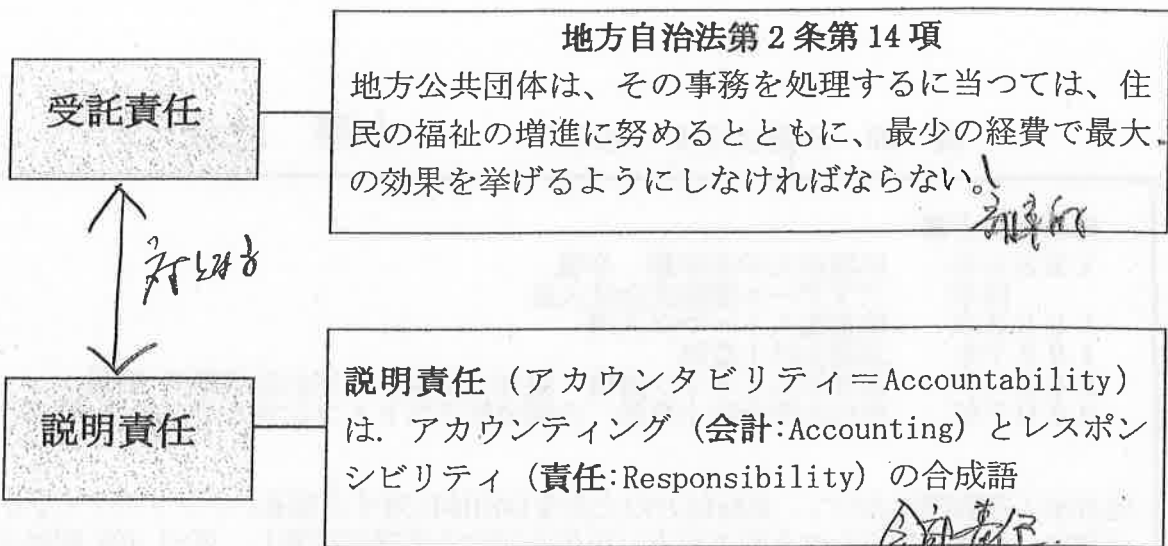 地方自治法第２条第14項
受託責任
地方公共団体は、その事務を処理するに当つては、住
民の福祉の増進に努めるとともに、最少の経費で最大
の効果を挙げるようにしなければならない。
説明責任
説明責任（アカウンタビリティ＝Accountability）
は．アカウンティング（会計:Accounting）とレスポン
シビリティ（責任:Responsibility）の合成語